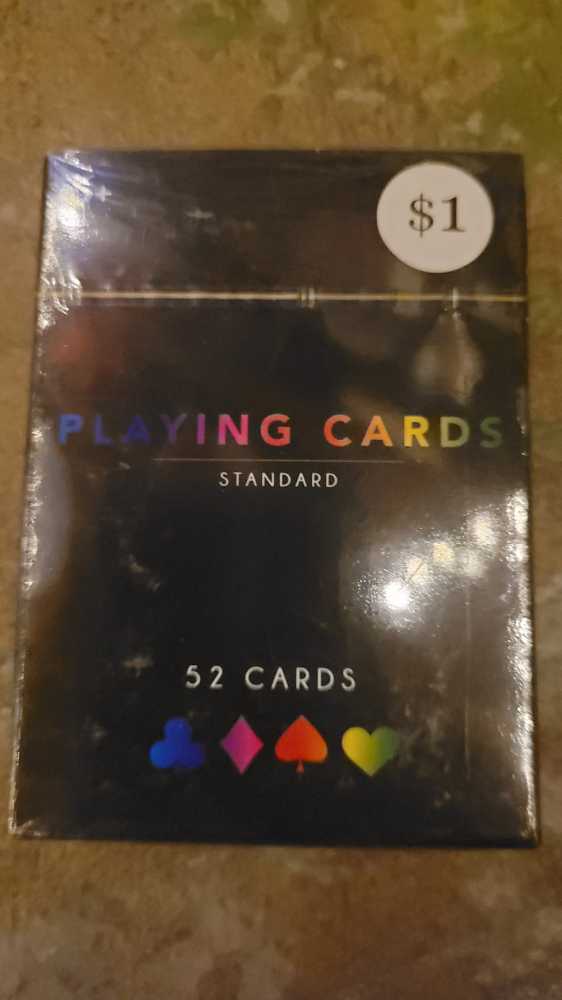 $1
PLAYING CARDS
STANDARD
52 CARDS